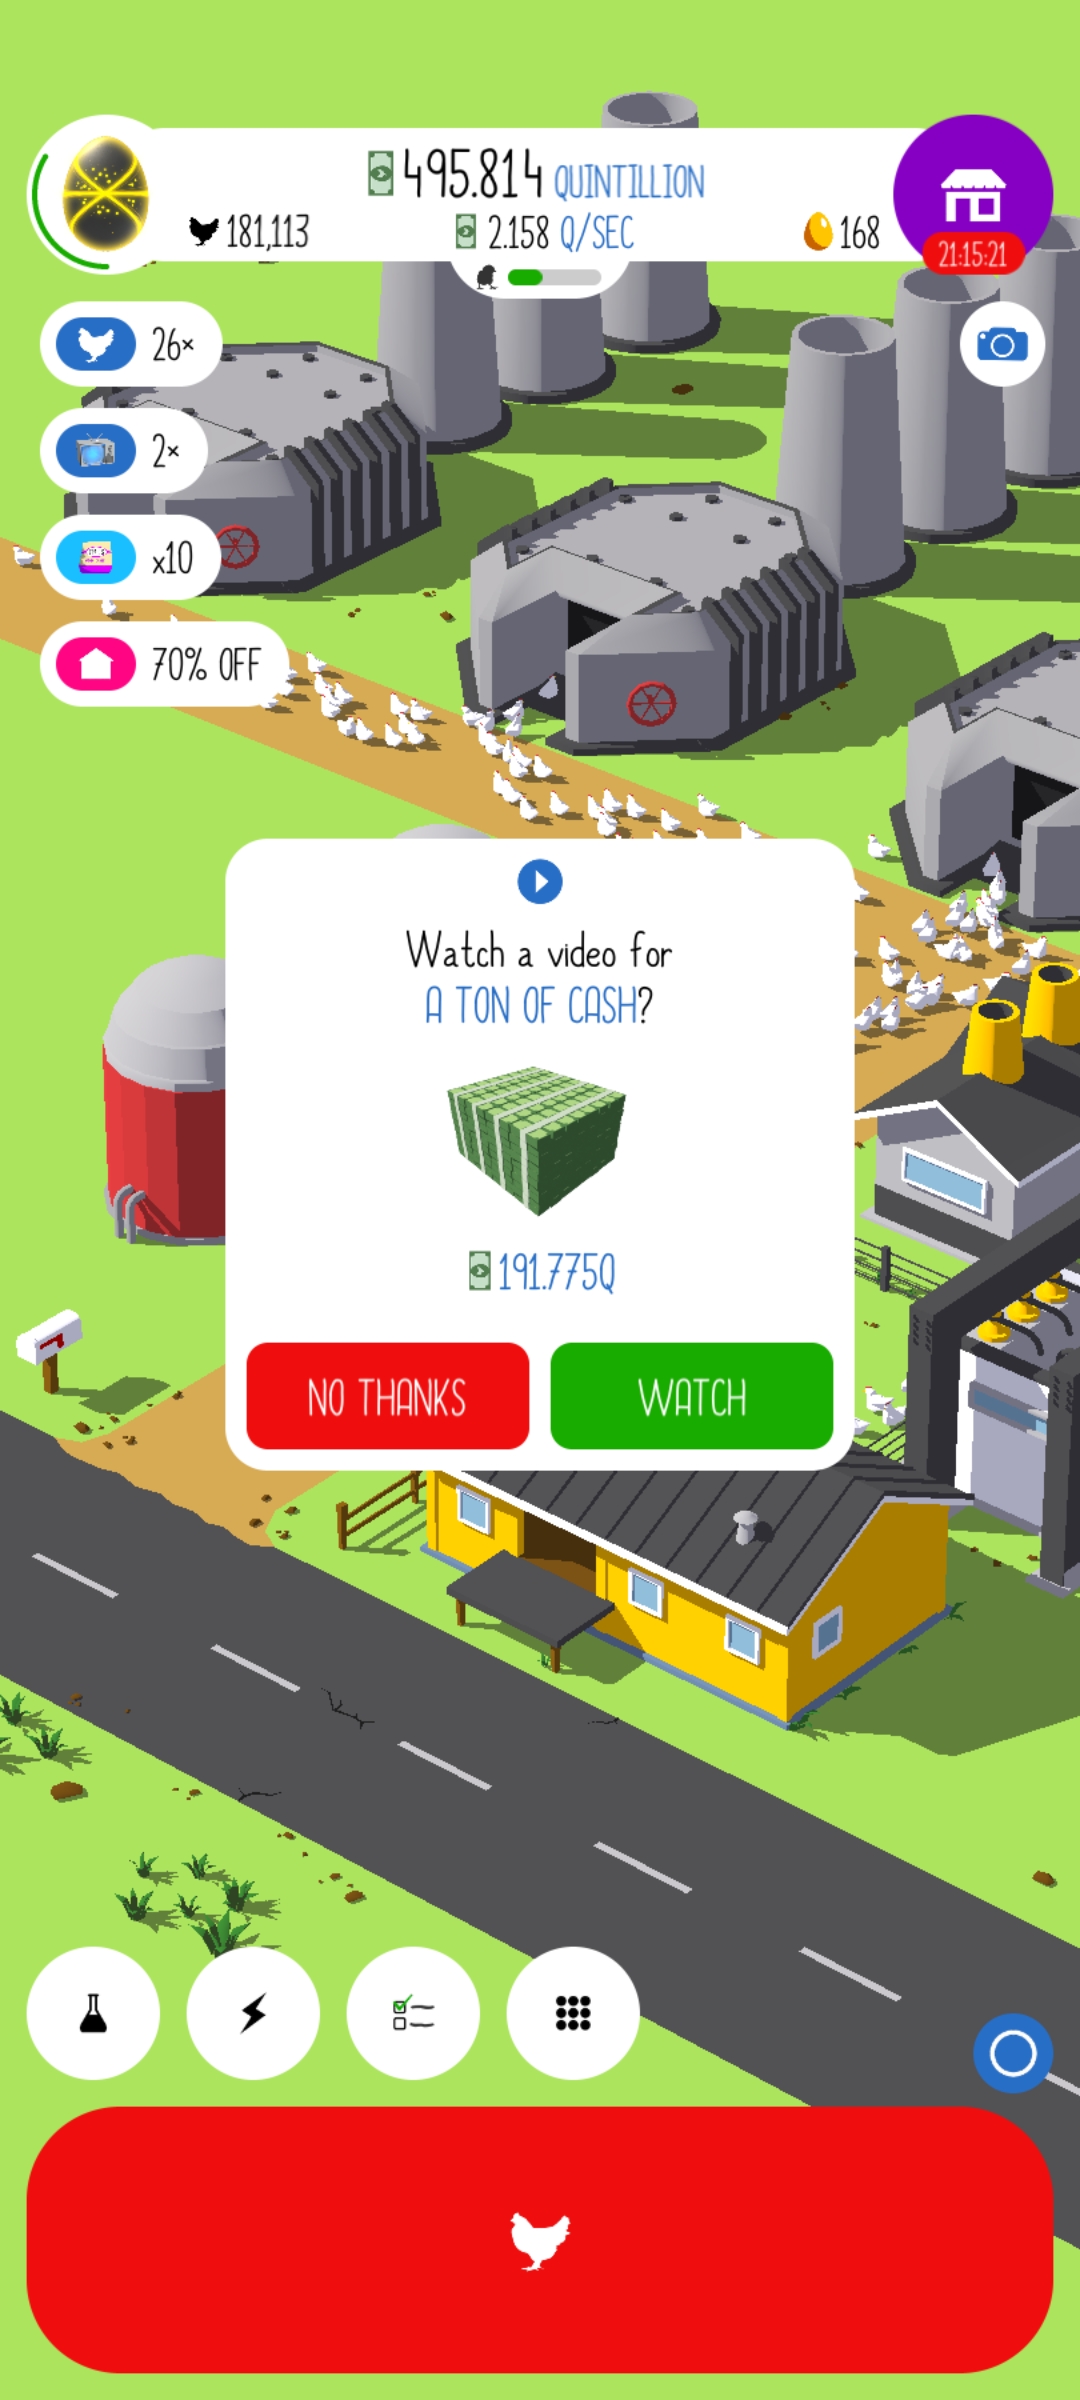 495.814 QUINTILLION
181,113
2.158 Q/SEC
168
21:15:21
26×
2×
x10
70% OFF
Watch a video for
A TON OF CASH?
191.775Q
NO THANKS
WATCH